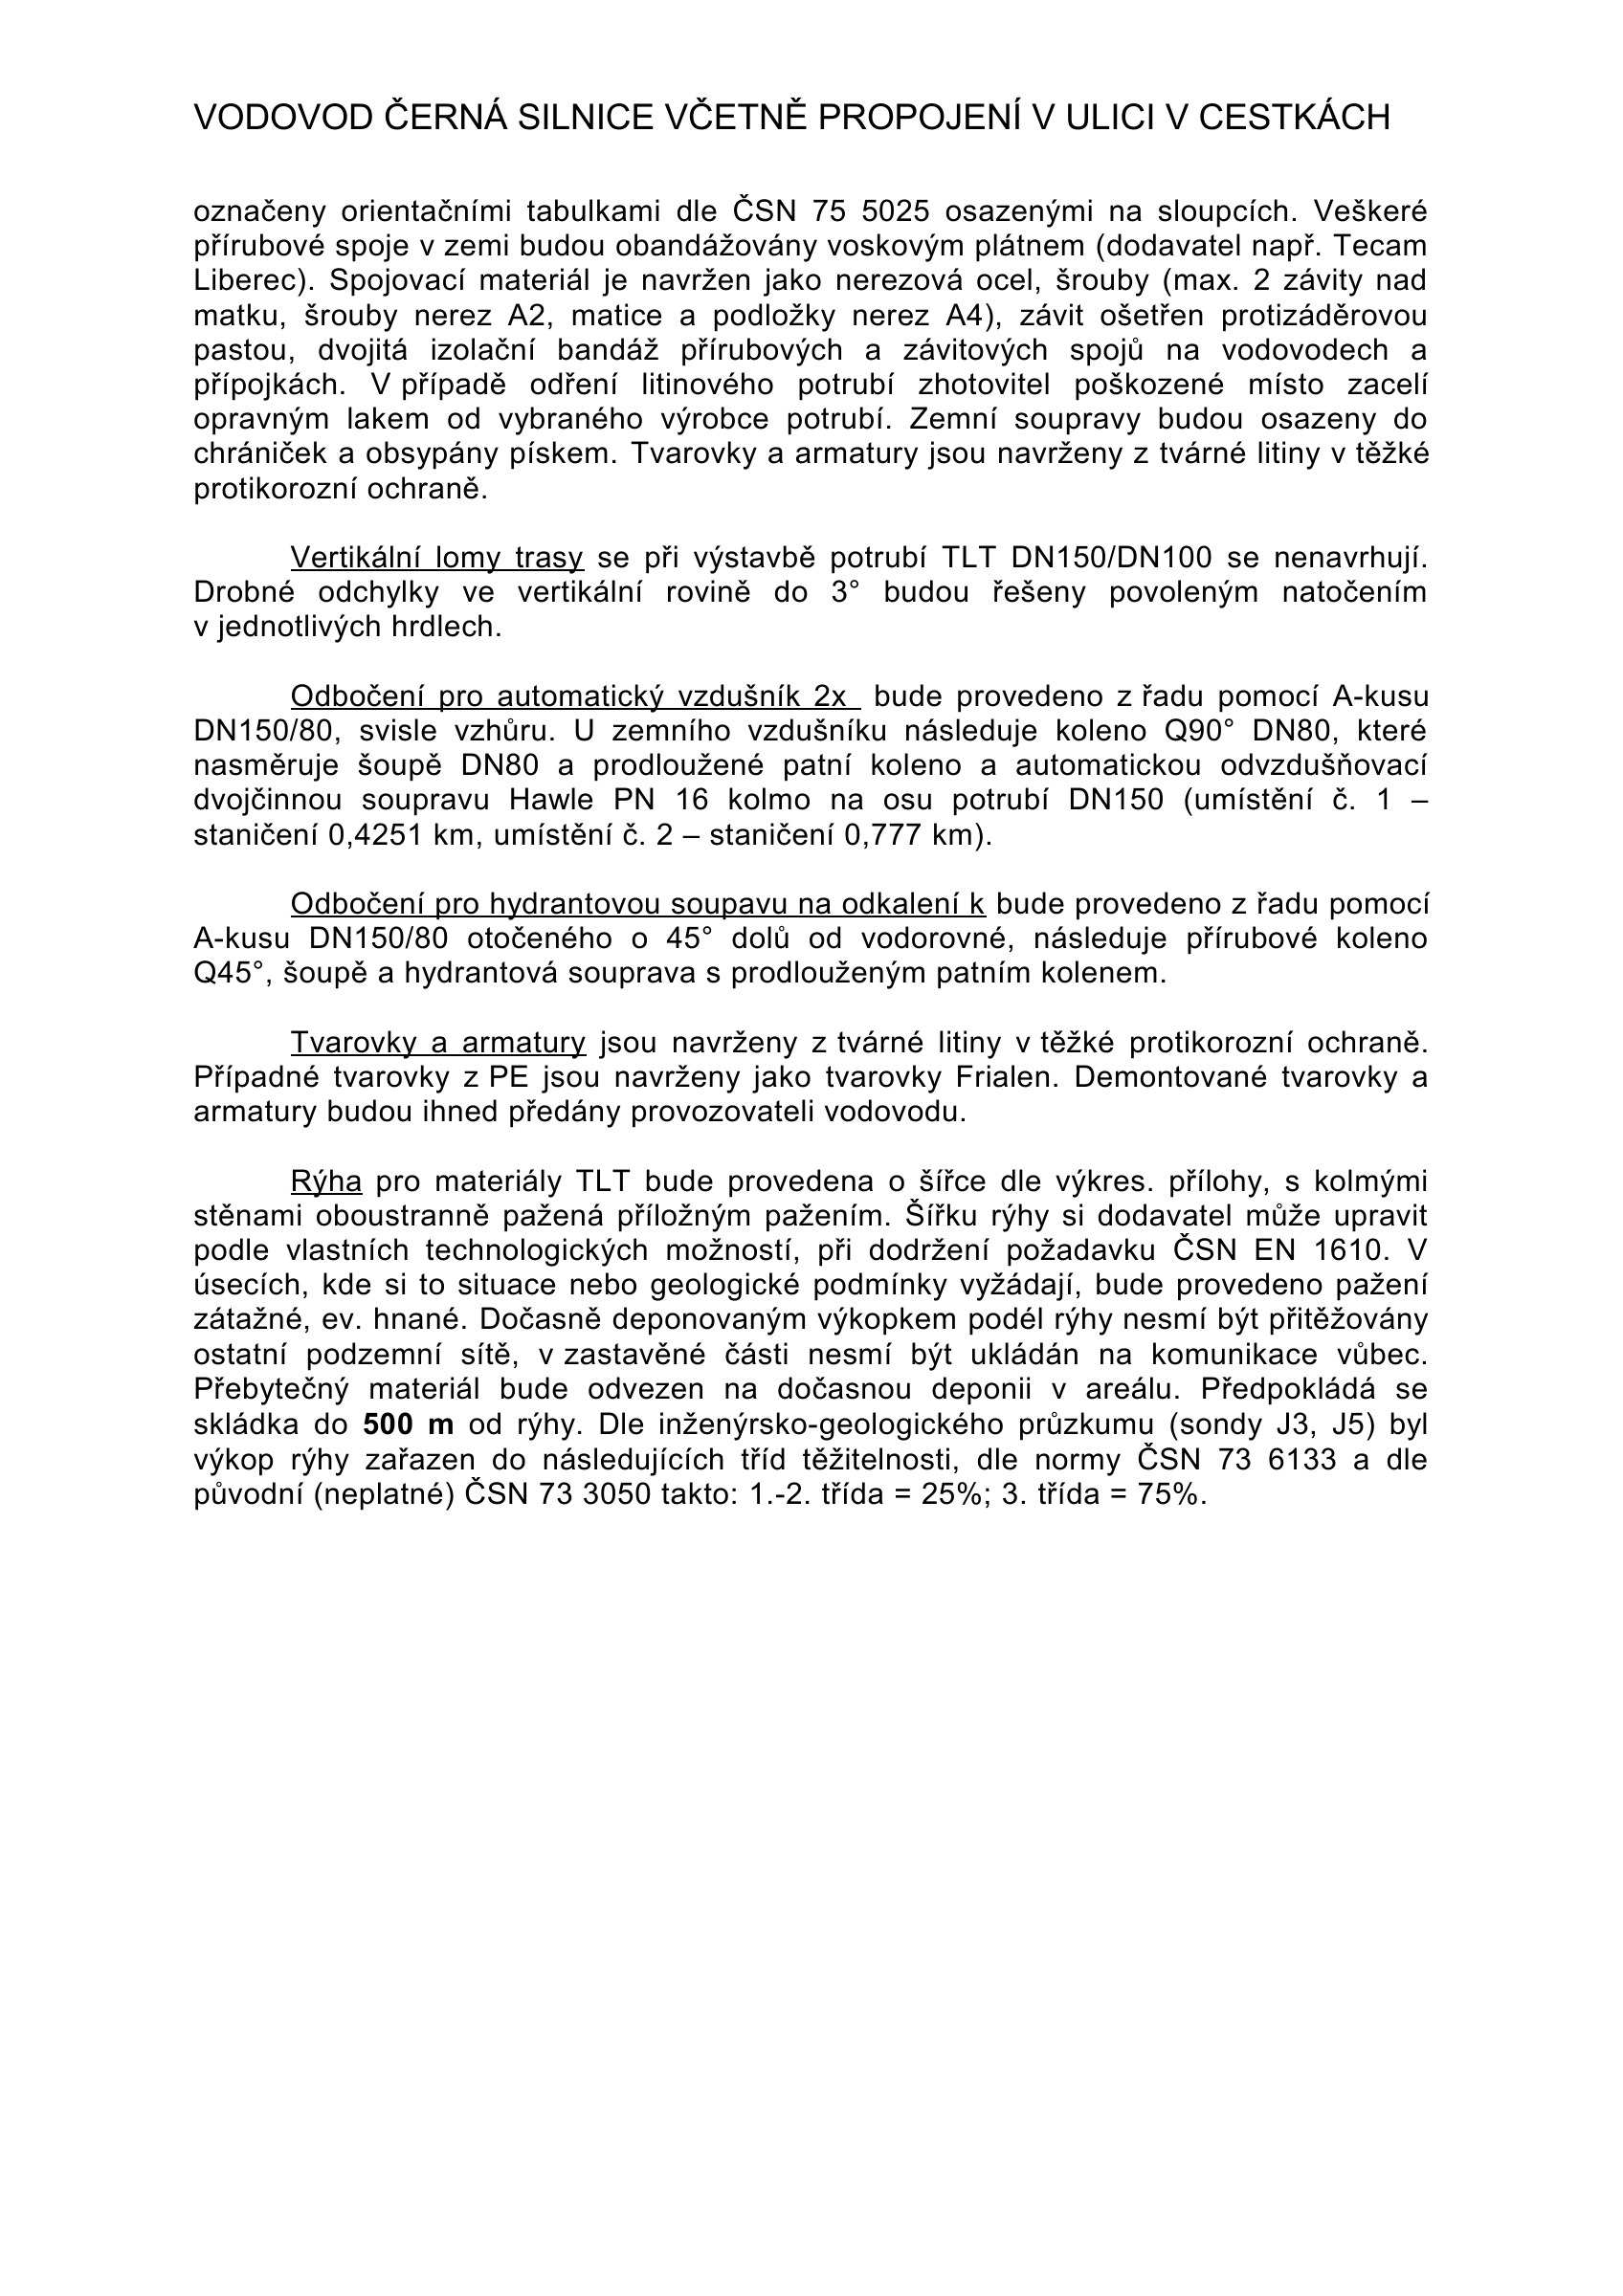 VODOVOD ČERNÁ SILNICE VČETNĚ PROPOJENÍ V ULICI V CESTKÁCH
označeny orientačními tabulkami dle ČSN 75 5025 osazenými na sloupcích. Veškeré
přírubové spoje v zemi budou obandážovány voskovým plátnem (dodavatel např. Tecam
Liberec). Spojovací materiál je navržen jako nerezová ocel, šrouby (max. 2 závity nad
matku, šrouby nerez A2, matice a podložky nerez A4), závit ošetřen protizáděrovou
pastou, dvojitá izolační bandáž přírubových a závitových spojů na vodovodech a
přípojkách. V případě odření litinového potrubí zhotovitel poškozené místo zacelí
opravným lakem od vybraného výrobce potrubí. Zemní soupravy budou osazeny do
chrániček a obsypány pískem. Tvarovky a armatury jsou navrženy z tvárné litiny v těžké
protikorozní ochraně.
Vertikální lomy trasy se při výstavbě potrubí TLT DN150/DN100 se nenavrhují.
Drobné odchylky ve vertikální rovině do 3° budou řešeny povoleným natočením
v jednotlivých hrdlech.
Odbočení pro automatický vzdušník 2x bude provedeno z řadu pomocí A-kusu
DN150/80, svisle vzhůru. U zemního vzdušníku následuje koleno Q90° DN80, které
nasměruje šoupě DN80 a prodloužené patní koleno a automatickou odvzdušňovací
dvojčinnou soupravu Hawle PN 16 kolmo na osu potrubí DN150 (umístění č. 1 –
staničení 0,4251 km, umístění č. 2 – staničení 0,777 km).
Odbočení pro hydrantovou soupavu na odkalení k bude provedeno z řadu pomocí
A-kusu DN150/80 otočeného o 45° dolů od vodorovné, následuje přírubové koleno
Q45°, šoupě a hydrantová souprava s prodlouženým patním kolenem.
Tvarovky a armatury jsou navrženy z tvárné litiny v těžké protikorozní ochraně.
Případné tvarovky z PE jsou navrženy jako tvarovky Frialen. Demontované tvarovky a
armatury budou ihned předány provozovateli vodovodu.
Rýha pro materiály TLT bude provedena o šířce dle výkres. přílohy, s kolmými
stěnami oboustranně pažená příložným pažením. Šířku rýhy si dodavatel může upravit
podle vlastních technologických možností, při dodržení požadavku ČSN EN 1610. V
úsecích, kde si to situace nebo geologické podmínky vyžádají, bude provedeno pažení
zátažné, ev. hnané. Dočasně deponovaným výkopkem podél rýhy nesmí být přitěžovány
ostatní podzemní sítě, v zastavěné části nesmí být ukládán na komunikace vůbec.
Přebytečný materiál bude odvezen na dočasnou deponii v areálu. Předpokládá se
skládka do 500 m od rýhy. Dle inženýrsko-geologického průzkumu (sondy J3, J5) byl
výkop rýhy zařazen do následujících tříd těžitelnosti, dle normy ČSN 73 6133 a dle
původní (neplatné) ČSN 73 3050 takto: 1.-2. třída = 25%; 3. třída = 75%.